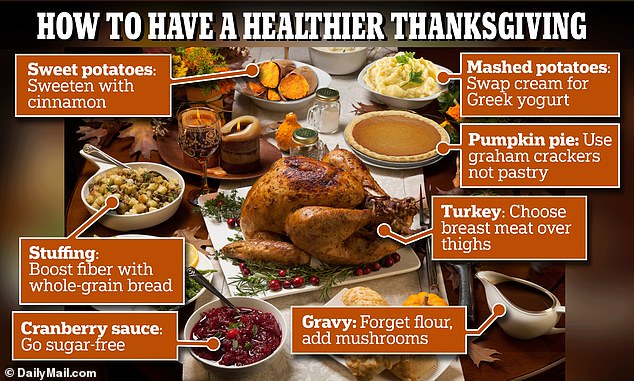 HOW TO HAVE A HEALTHIER THANKSGIVING
Sweet potatoes:
Sweeten with
cinnamon
Mashed potatoes:
Swap cream for
Greek yogurt
Pumpkin pie: Use
graham crackers
not pastry
Turkey: Choose
breast meat over
thighs
Stuffing:
Boost fiber with
whole-grain bread
Cranberry sauce:
Go sugar-free
Gravy: Forget flour,
add mushrooms
© DailyMail.com